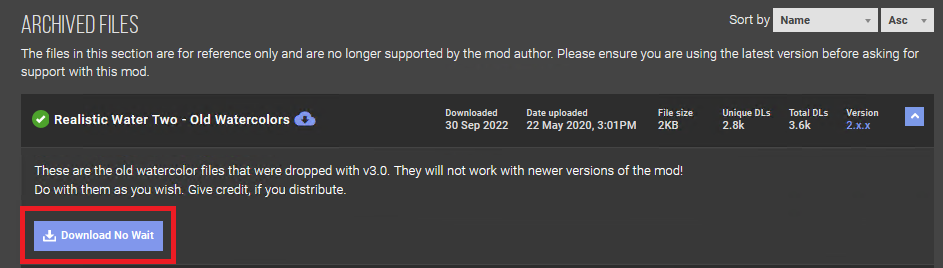 ARCHIVED FILES
Sort by Name Asc
The files in this section are for reference only and are no longer supported by the mod author. Please ensure you are using the latest version before asking for
support with this mod.
Realistic Water Two - Old Watercolors
Downloaded Date uploaded File size Unique DLs Total DLs Version
30 Sep 2022 22 May 2020, 3:01PM 2KB 2.8k 3.6k 2.x.x
These are the old watercolor files that were dropped with v3.0. They will not work with newer versions of the mod!
Do with them as you wish. Give credit, if you distribute.
Download No Wait